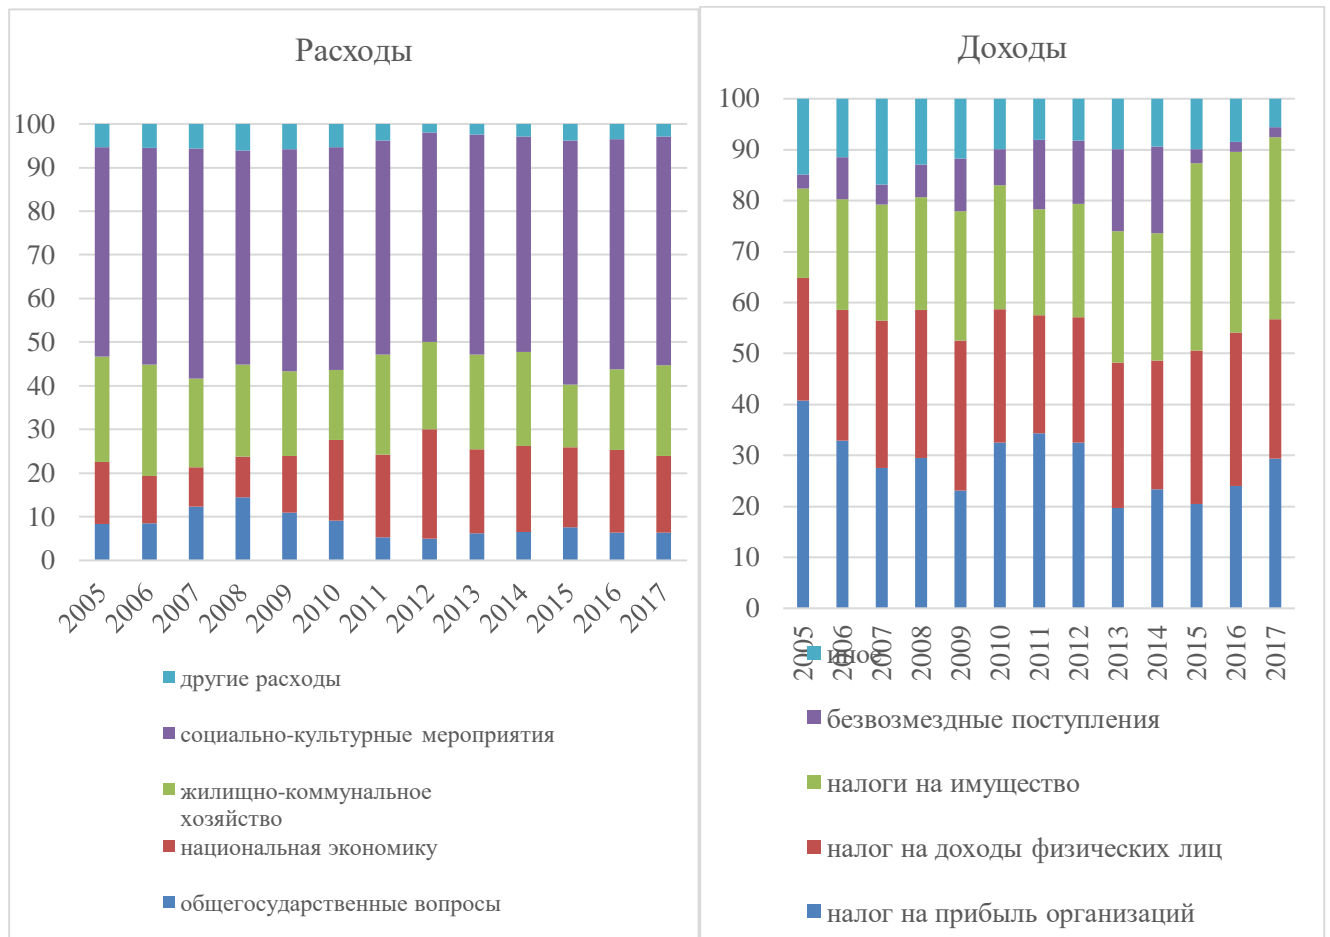 Расходы
100
90
80
70
60
50
40
30
20
10
0
2005 2006 2007 2008 2009 2010 2011 2012 2013 2014 2015 2016 2017
другие расходы
социально-культурные мероприятия
жилищно-коммунальное
хозяйство
национальная экономику
общегосударственные вопросы
Доходы
100
90
80
70
60
50
40
30
20
10
0
2005 2006 2007 2008 2009 2010 2011 2012 2013 2014 2015 2016 2017
иное
безвозмездные поступления
налоги на имущество
налог на доходы физических лиц
налог на прибыль организаций